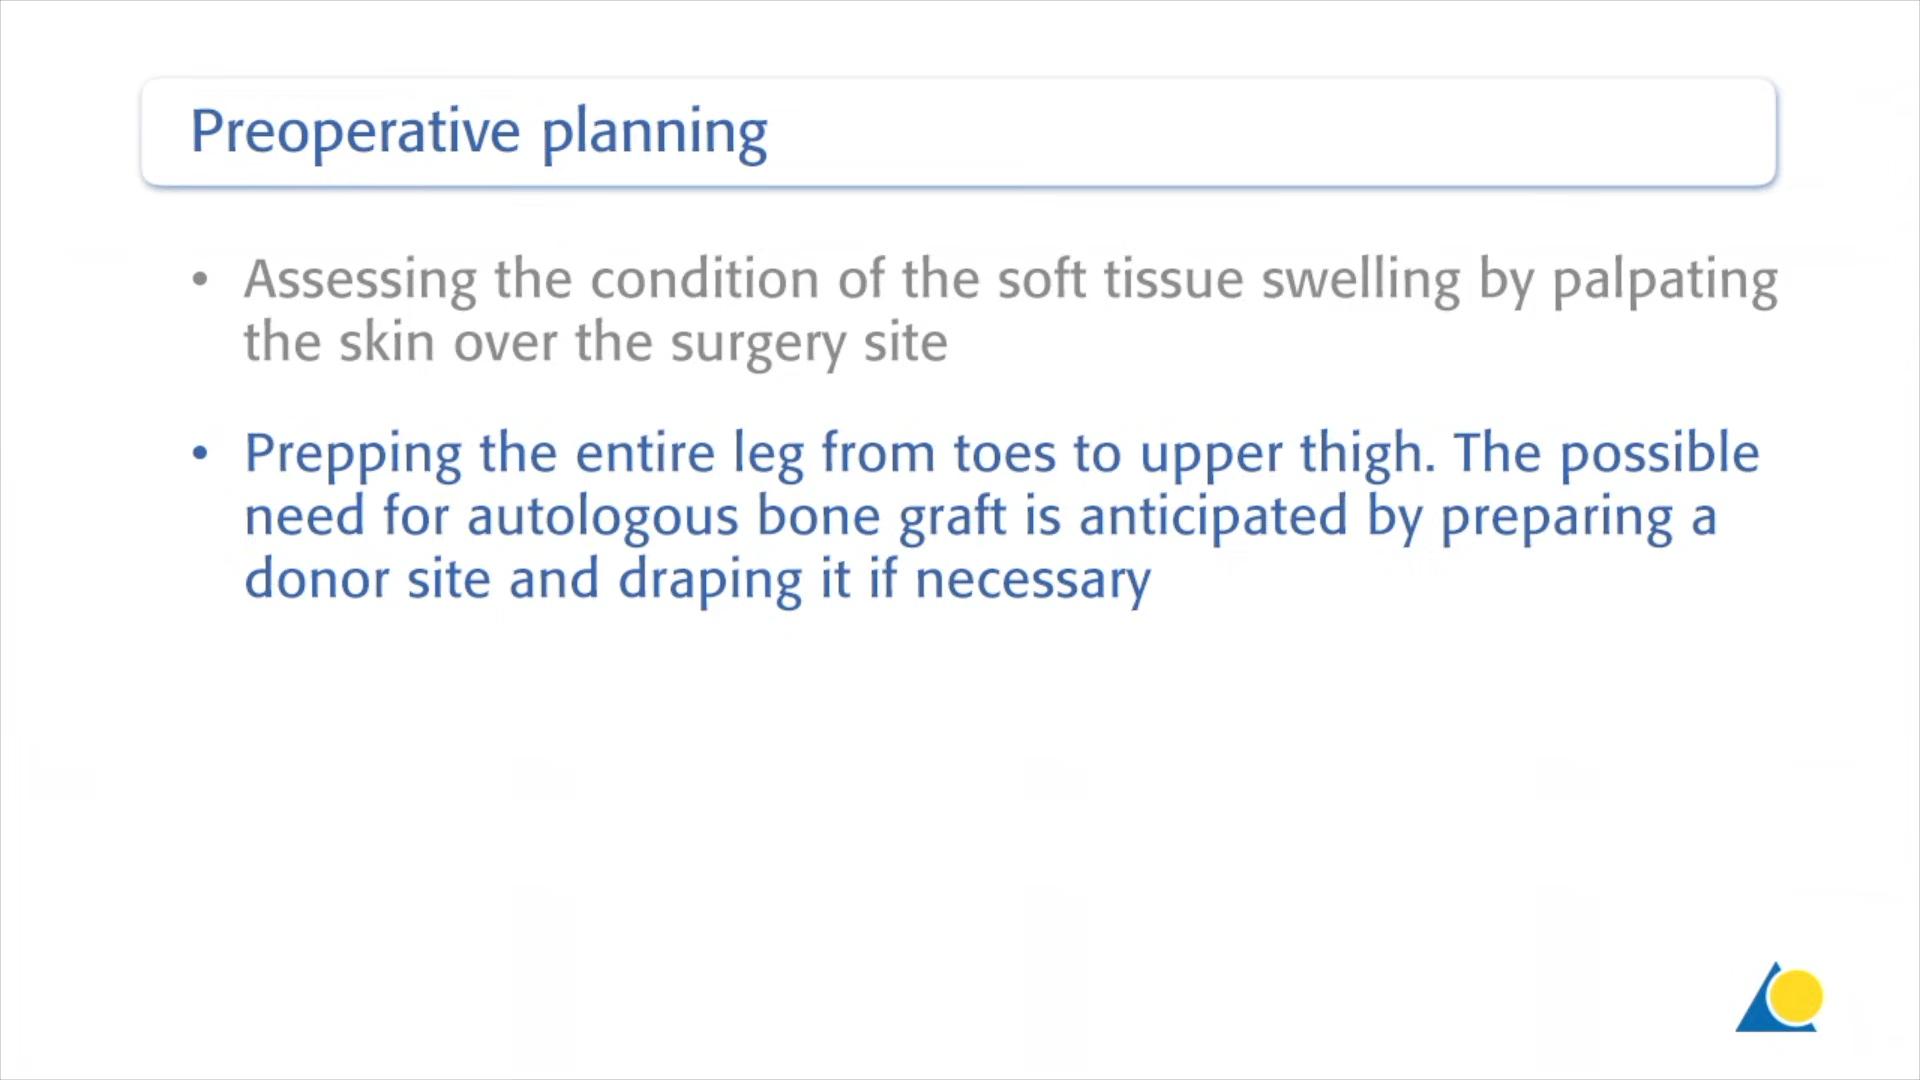 Preoperative planning
• Assessing the condition of the soft tissue swelling by palpating
the skin over the surgery site
• Prepping the entire leg from toes to upper thigh. The possible
need for autologous bone graft is anticipated by preparing a
donor site and draping it if necessary